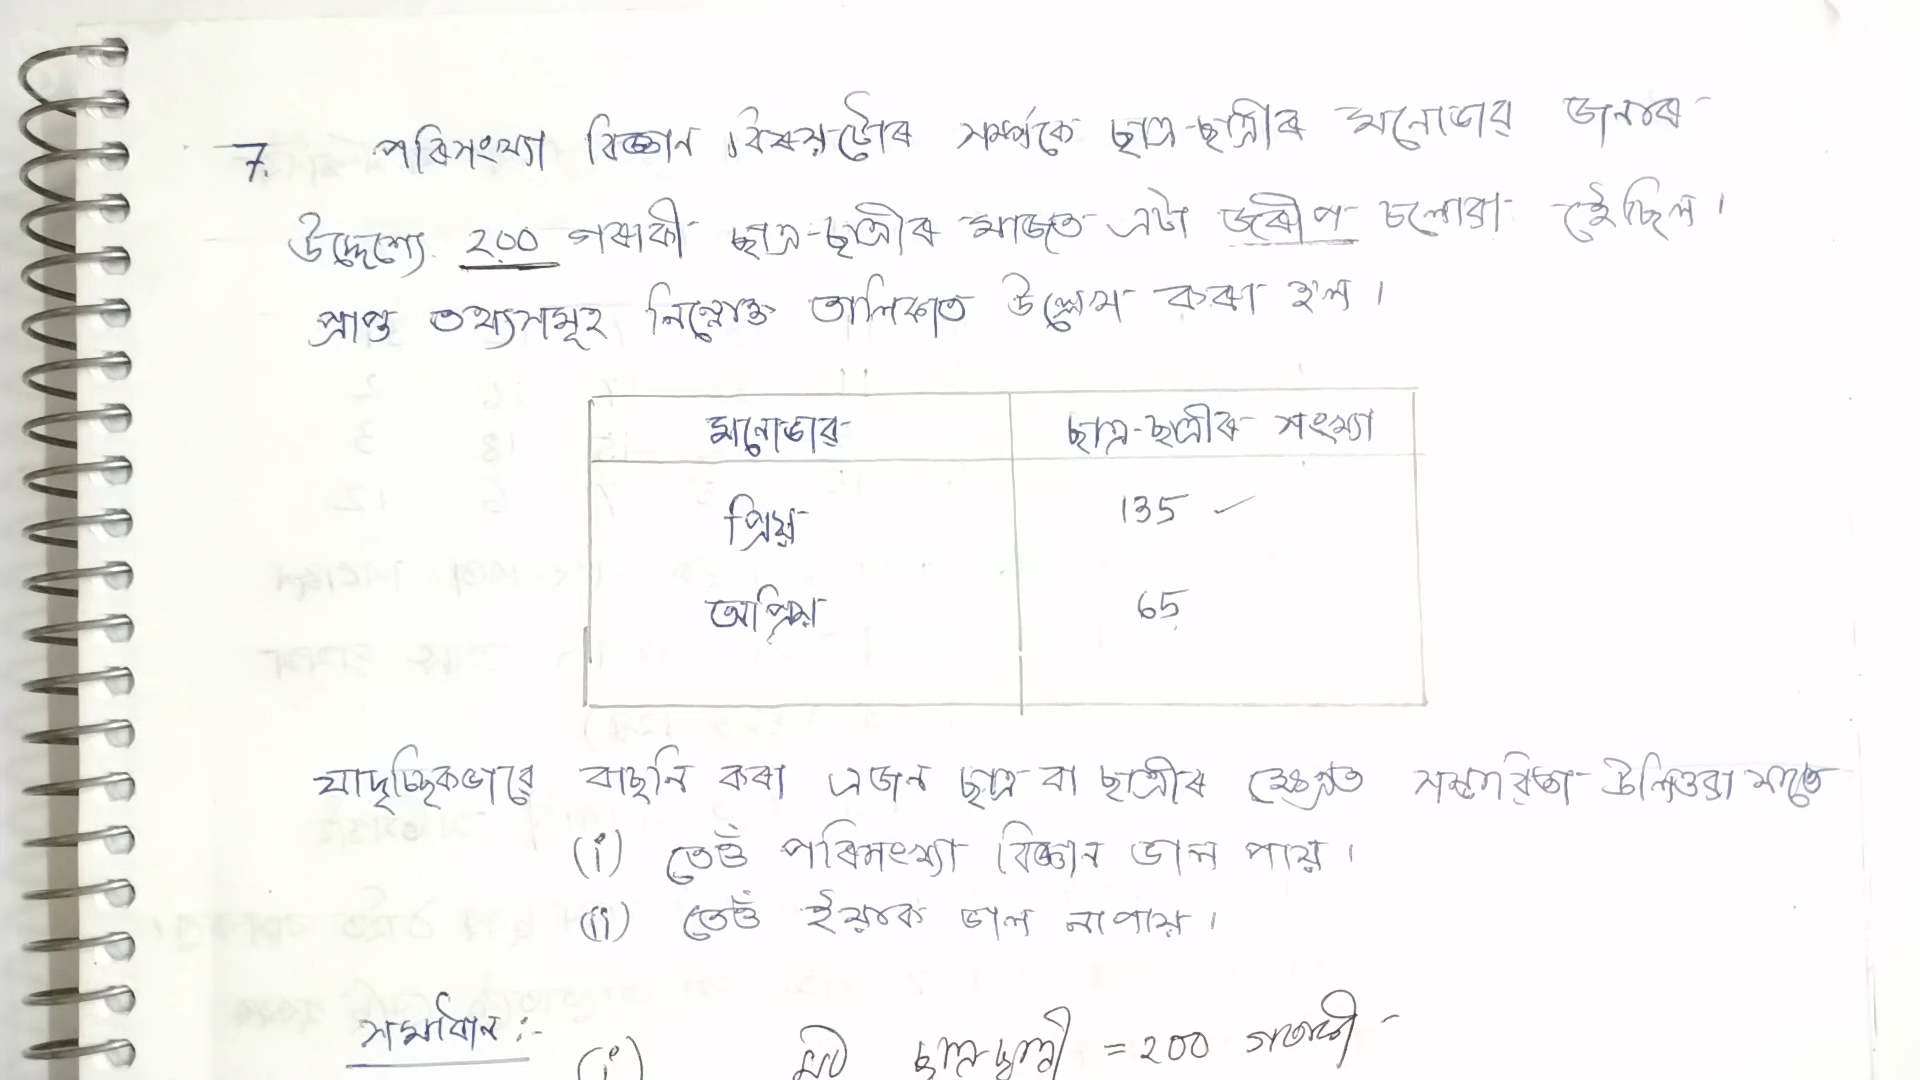 7. পৰিসংখ্যা বিজ্ঞান বিষয়টোৰ সম্পৰ্কে ছাত্ৰ-ছাত্ৰীৰ মনোভাৱ জনাৰ
উদ্দেশ্যে ২০০ গৰাকী ছাত্ৰ-ছাত্ৰীৰ মাজত এটা জৰীপ চলোৱা হৈছিল।
প্ৰাপ্ত তথ্যসমূহ নিম্নোক্ত তালিকাত উল্লেখ কৰা হ'ল।
মনোভাৱ ছাত্ৰ-ছাত্ৰীৰ সংখ্যা
প্ৰিয় 135
অপ্ৰিয় 65
যাদৃচ্ছিকভাৱে বাছনি কৰা এজন ছাত্ৰ বা ছাত্ৰীৰ ক্ষেত্ৰত সম্ভাৱিতা উলিওৱা যাতে
(i) তেওঁ পৰিসংখ্যা বিজ্ঞান ভাল পায়।
(ii) তেওঁ ইয়াক ভাল নাপায়।
সমাধান :-
(i) মুঠ ছাত্ৰ-ছাত্ৰী = 200 গৰাকী